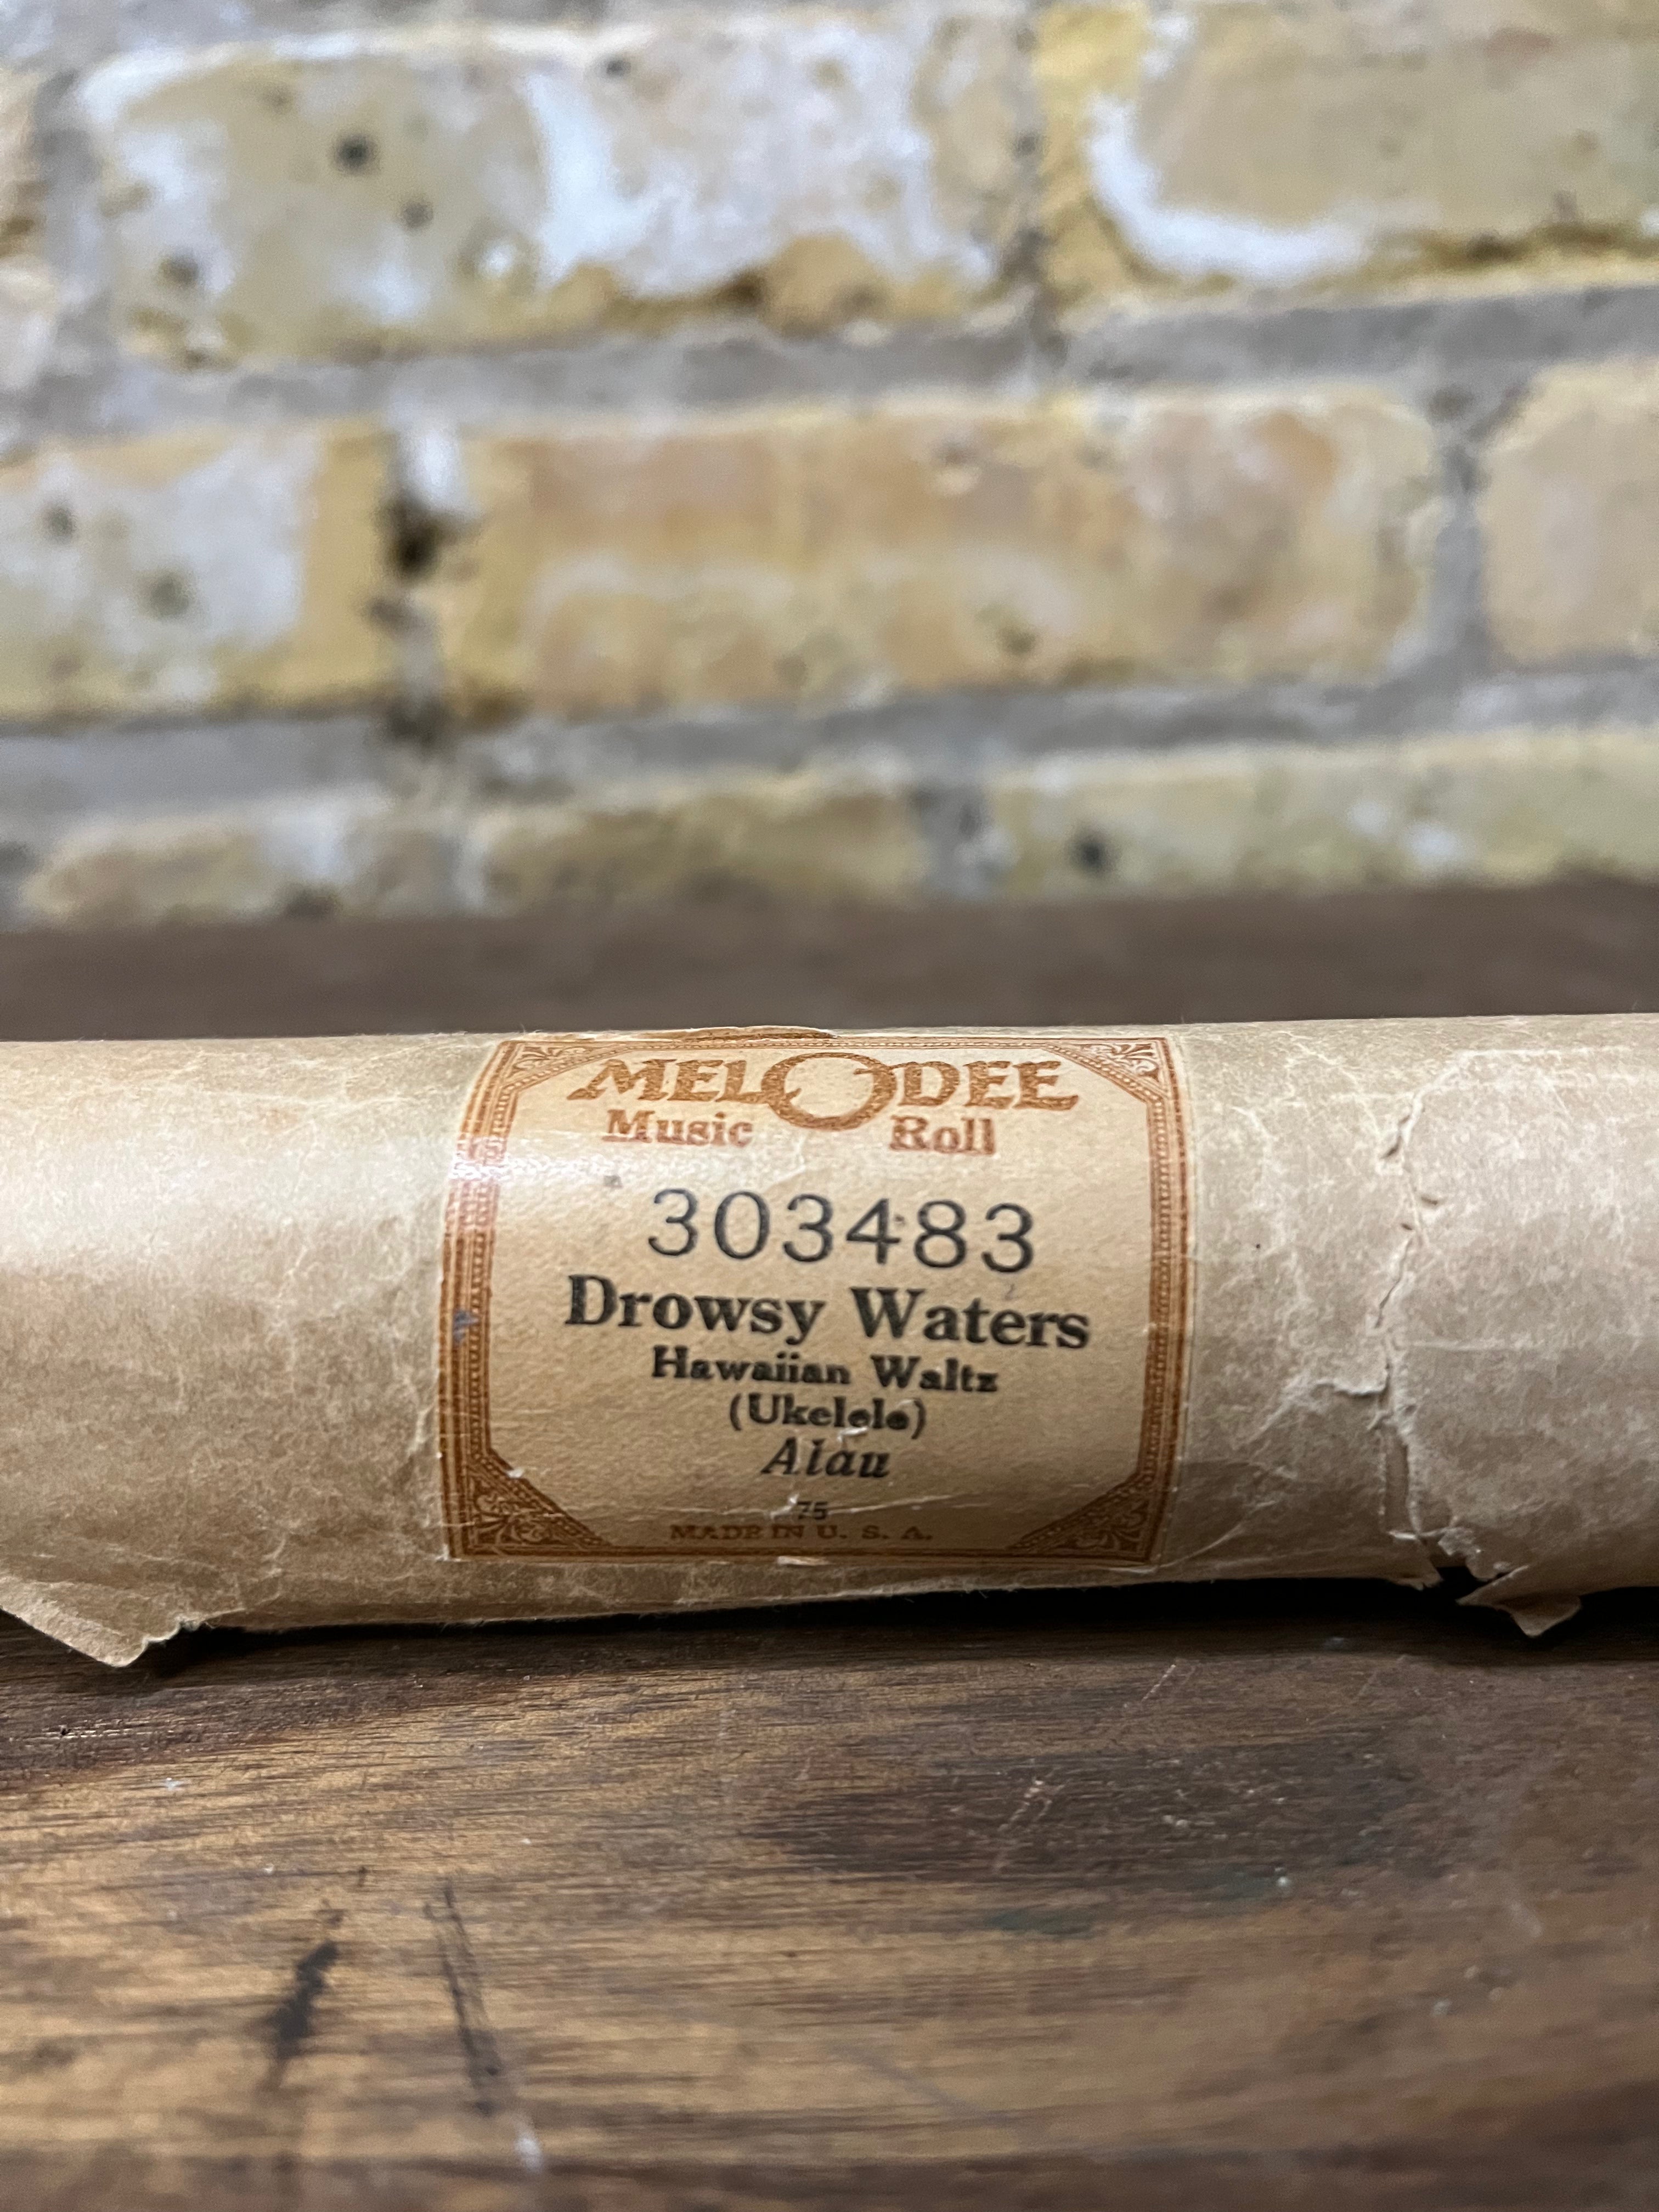 MELODEE
Music Roll
303483
Drowsy Waters
Hawaiian Waltz
(Ukelele)
Alau
75
MADE IN U. S. A.